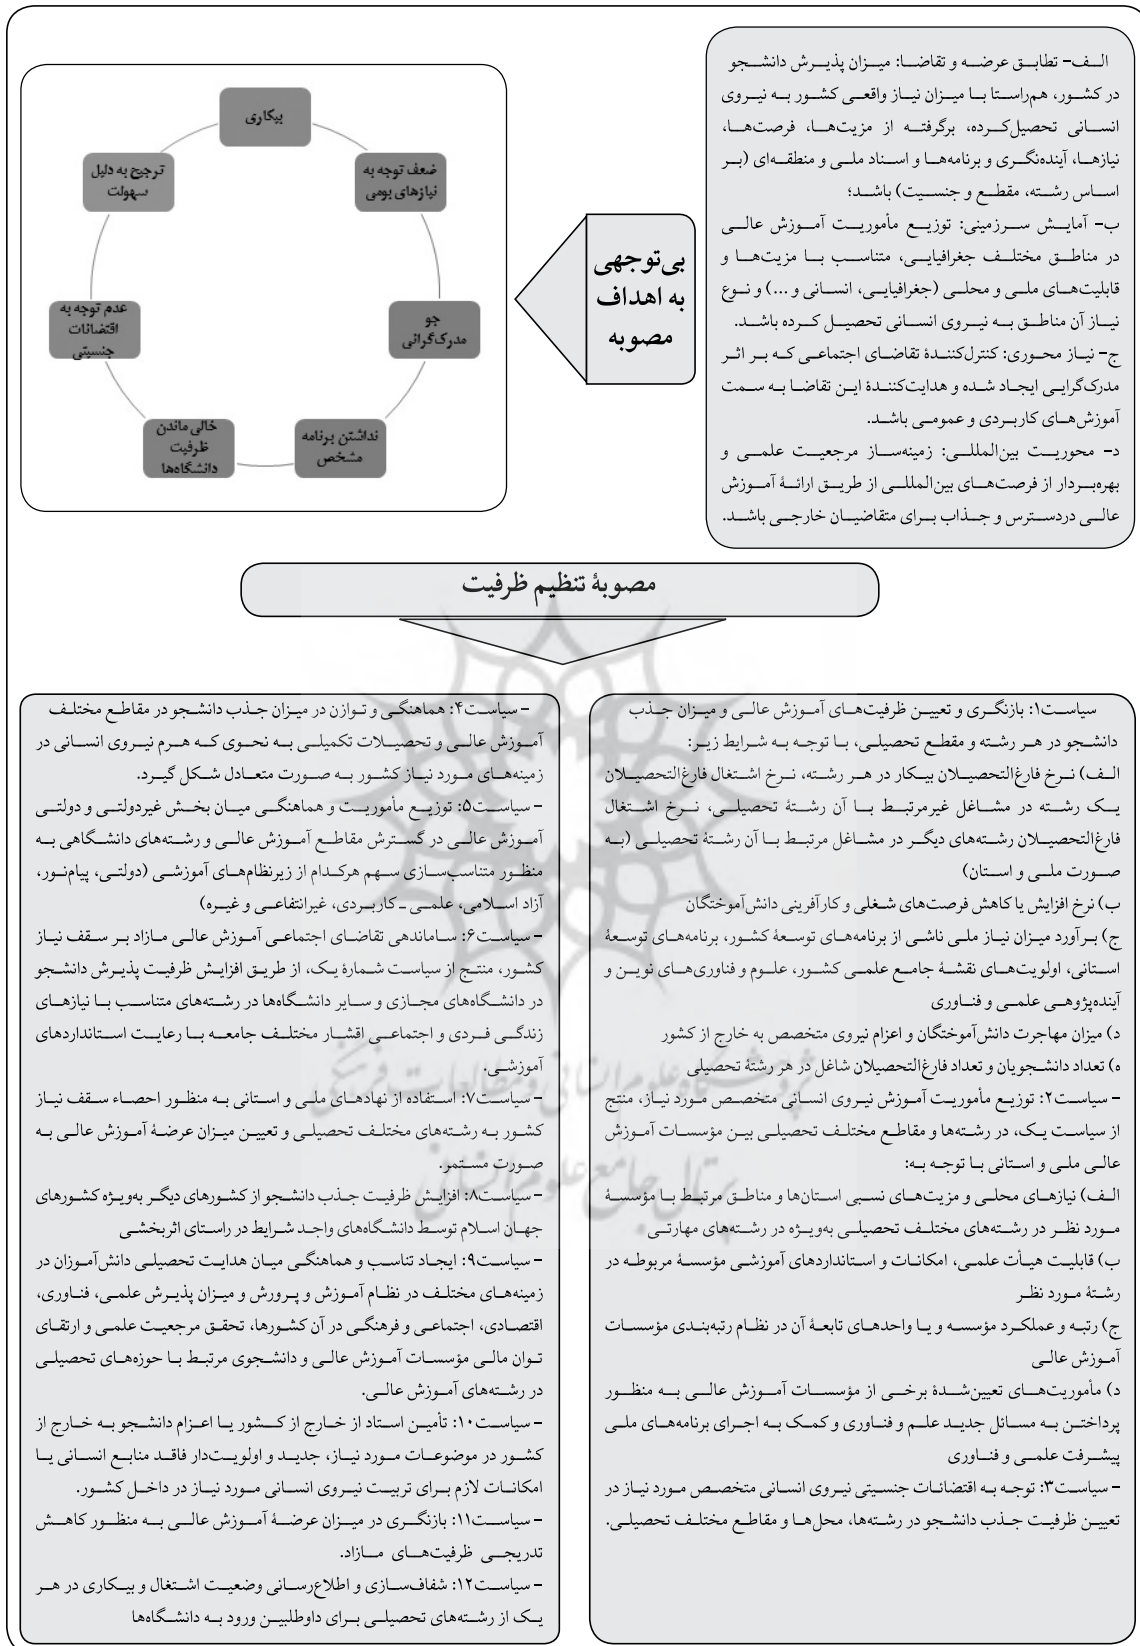 الف- تطابق عرضه و تقاضا: میزان پذیرش دانشجو
در کشور، هم‌راستا با میزان نیاز واقعی کشور به نیروی
انسانی تحصیل‌کرده، برگرفته از مزیت‌ها، فرصت‌ها،
نیازها، آینده‌نگری و برنامه‌ها و اسناد ملی و منطقه‌ای (بر
اساس رشته، مقطع و جنسیت) باشد؛
ب- آمایش سرزمینی: توزیع مأموریت آموزش عالی
در مناطق مختلف جغرافیایی، متناسب با مزیت‌ها و
قابلیت‌های ملی و محلی (جغرافیایی، انسانی و ...) و نوع
نیاز آن مناطق به نیروی انسانی تحصیل کرده باشد.
ج- نیاز محوری: کنترل‌کنندۀ تقاضای اجتماعی که بر اثر
مدرک‌گرایی ایجاد شده و هدایت‌کنندۀ این تقاضا به سمت
آموزش‌های کاربردی و عمومی باشد.
د- محوریت بین‌المللی: زمینه‌ساز مرجعیت علمی و
بهره‌بردار از فرصت‌های بین‌المللی از طریق ارائۀ آموزش
عالی دردسترس و جذاب برای متقاضیان خارجی باشد.
بی‌توجهی
به اهداف
مصوبه
بیکاری
ضعف توجه به
نیازهای بومی
جو
مدرک‌گرائی
نداشتن برنامه
مشخص
خالی ماندن
ظرفیت
دانشگاه‌ها
عدم توجه به
اقتضائات
جنسیتی
ترجیح به دلیل
سهولت
مصوبۀ تنظیم ظرفیت
سیاست۱: بازنگری و تعیین ظرفیت‌های آموزش عالی و میزان جذب
دانشجو در هر رشته و مقطع تحصیلی، با توجه به شرایط زیر:
الف) نرخ فارغ‌التحصیلان بیکار در هر رشته، نرخ اشتغال فارغ‌التحصیلان
یک رشته در مشاغل غیرمرتبط با آن رشتۀ تحصیلی، نرخ اشتغال
فارغ‌التحصیلان رشته‌های دیگر در مشاغل مرتبط با آن رشتۀ تحصیلی (به
صورت ملی و استان)
ب) نرخ افزایش یا کاهش فرصت‌های شغلی و کارآفرینی دانش‌آموختگان
ج) برآورد میزان نیاز ملی ناشی از برنامه‌های توسعۀ کشور، برنامه‌های توسعۀ
استانی، اولویت‌های نقشۀ جامع علمی کشور، علوم و فناوری‌های نوین و
آینده‌پژوهی علمی و فناوری
د) میزان مهاجرت دانش‌آموختگان و اعزام نیروی متخصص به خارج از کشور
ه) تعداد دانشجویان و تعداد فارغ‌التحصیلان شاغل در هر رشتۀ تحصیلی
- سیاست۲: توزیع مأموریت آموزش نیروی انسانی متخصص مورد نیاز، منتج
از سیاست یک، در رشته‌ها و مقاطع مختلف تحصیلی بین مؤسسات آموزش
عالی ملی و استانی با توجه به:
الف) نیازهای محلی و مزیت‌های نسبی استان‌ها و مناطق مرتبط با مؤسسۀ
مورد نظر در رشته‌های مختلف تحصیلی به‌ویژه در رشته‌های مهارتی
ب) قابلیت هیأت علمی، امکانات و استانداردهای آموزشی مؤسسۀ مربوطه در
رشتۀ مورد نظر
ج) رتبه و عملکرد مؤسسه و یا واحدهای تابعۀ آن در نظام رتبه‌بندی مؤسسات
آموزش عالی
د) مأموریت‌های تعیین‌شدۀ برخی از مؤسسات آموزش عالی به منظور
پرداختن به مسائل جدید علم و فناوری و کمک به اجرای برنامه‌های ملی
پیشرفت علمی و فناوری
- سیاست۳: توجه به اقتضائات جنسیتی نیروی انسانی متخصص مورد نیاز در
تعیین ظرفیت جذب دانشجو در رشته‌ها، محل‌ها و مقاطع مختلف تحصیلی.
- سیاست۴: هماهنگی و توازن در میزان جذب دانشجو در مقاطع مختلف
آموزش عالی و تحصیلات تکمیلی به نحوی که هرم نیروی انسانی در
زمینه‌های مورد نیاز کشور به صورت متعادل شکل گیرد.
- سیاست۵: توزیع مأموریت و هماهنگی میان بخش غیردولتی و دولتی
آموزش عالی در گسترش مقاطع آموزش عالی و رشته‌های دانشگاهی به
منظور متناسب‌سازی سهم هرکدام از زیرنظام‌های آموزشی (دولتی، پیام‌نور،
آزاد اسلامی، علمی ـ کاربردی، غیرانتفاعی و غیره)
- سیاست۶: ساماندهی تقاضای اجتماعی آموزش عالی مازاد بر سقف نیاز
کشور، منتج از سیاست شمارۀ یک، از طریق افزایش ظرفیت پذیرش دانشجو
در دانشگاه‌های مجازی و سایر دانشگاه‌ها در رشته‌های متناسب با نیازهای
زندگی فردی و اجتماعی اقشار مختلف جامعه با رعایت استانداردهای
آموزشی.
- سیاست۷: استفاده از نهادهای ملی و استانی به منظور احصاء سقف نیاز
کشور به رشته‌های مختلف تحصیلی و تعیین میزان عرضۀ آموزش عالی به
صورت مستمر.
- سیاست۸: افزایش ظرفیت جذب دانشجو از کشورهای دیگر به‌ویژه کشورهای
جهان اسلام توسط دانشگاه‌های واجد شرایط در راستای اثربخشی
- سیاست۹: ایجاد تناسب و هماهنگی میان هدایت تحصیلی دانش‌آموزان در
زمینه‌های مختلف در نظام آموزش و پرورش و میزان پذیرش علمی، فناوری،
اقتصادی، اجتماعی و فرهنگی در آن کشورها، تحقق مرجعیت علمی و ارتقای
توان مالی مؤسسات آموزش عالی و دانشجوی مرتبط با حوزه‌های تحصیلی
در رشته‌های آموزش عالی.
- سیاست۱۰: تأمین استاد از خارج از کشور یا اعزام دانشجو به خارج از
کشور در موضوعات مورد نیاز، جدید و اولویت‌دار فاقد منابع انسانی یا
امکانات لازم برای تربیت نیروی انسانی مورد نیاز در داخل کشور.
- سیاست۱۱: بازنگری در میزان عرضۀ آموزش عالی به منظور کاهش
تدریجی ظرفیت‌های مازاد.
- سیاست۱۲: شفاف‌سازی و اطلاع‌رسانی وضعیت اشتغال و بیکاری در هر
یک از رشته‌های تحصیلی برای داوطلبین ورود به دانشگاه‌ها
پژوهشگاه علوم انسانی و مطالعات فرهنگی
پرتال جامع علوم انسانی